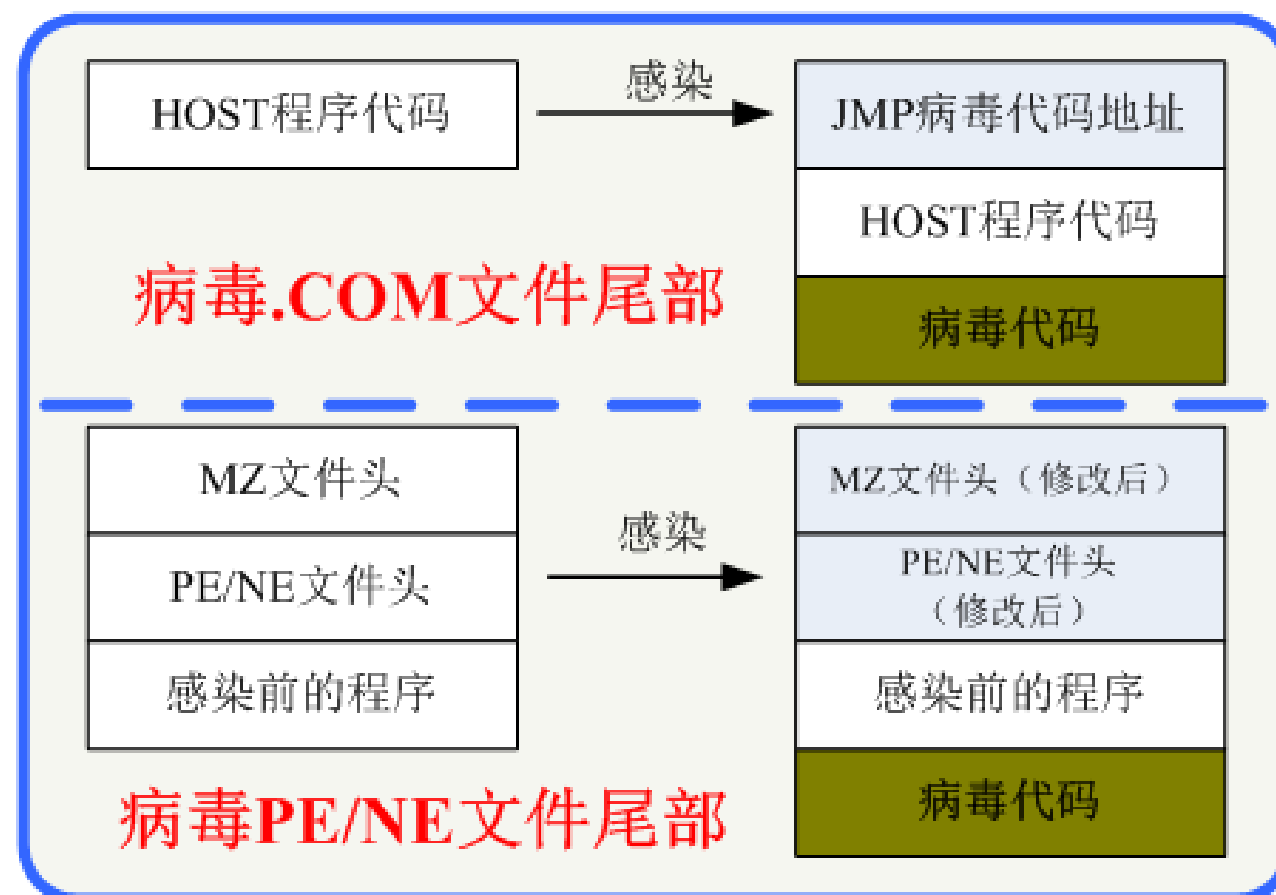 HOST程序代码
感染
JMP病毒代码地址
HOST程序代码
病毒代码
病毒.COM文件尾部
MZ文件头
PE/NE文件头
感染前的程序
感染
MZ文件头（修改后）
PE/NE文件头
（修改后）
感染前的程序
病毒代码
病毒PE/NE文件尾部